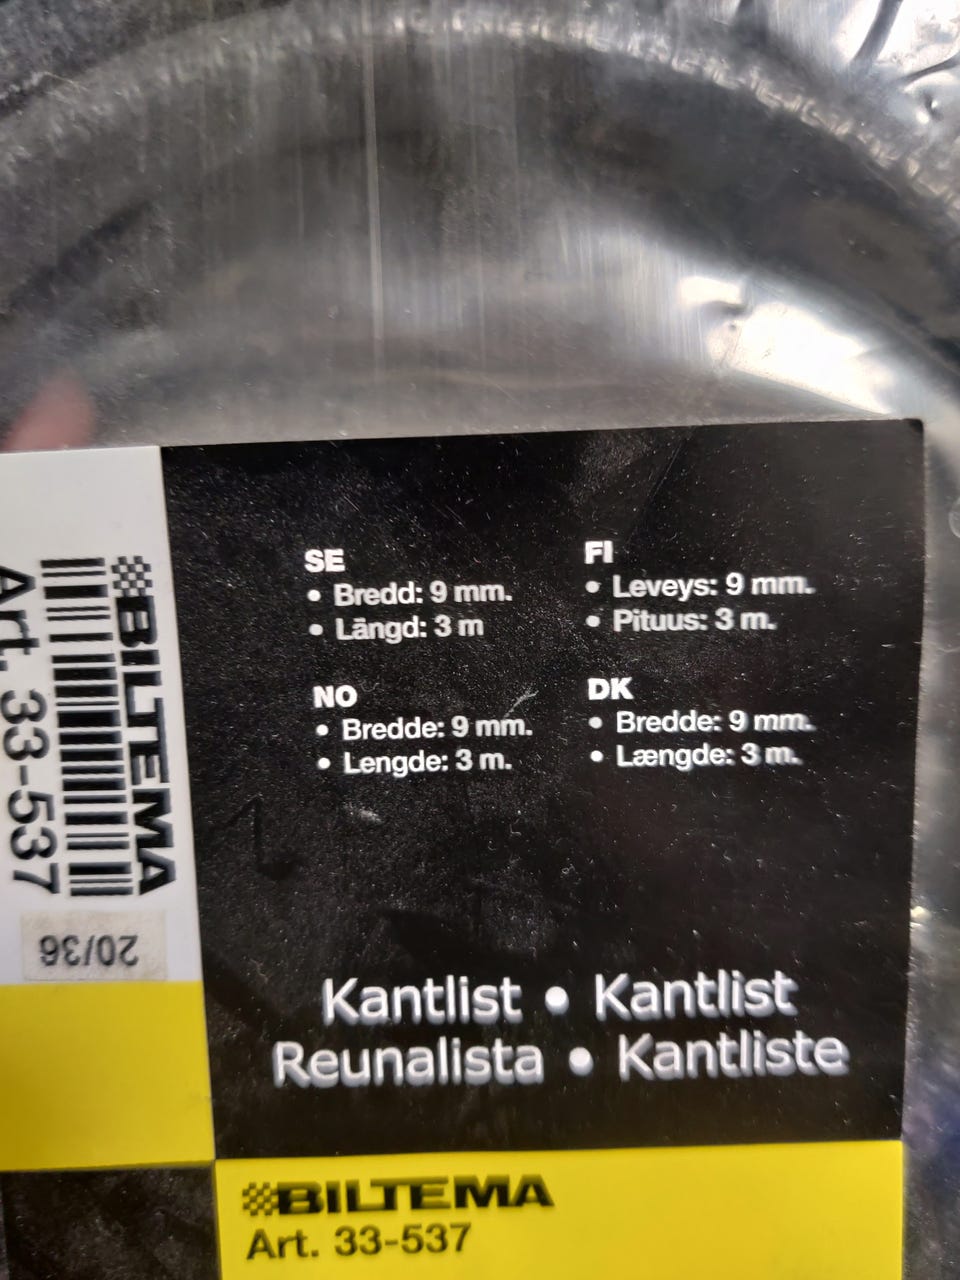 SE
• Bredd: 9 mm.
• Längd: 3 m
FI
• Leveys: 9 mm.
• Pituus: 3 m.
NO
• Bredde: 9 mm.
• Lengde: 3 m.
DK
• Bredde: 9 mm.
• Længde: 3 m.
Kantlist • Kantlist
Reunalista • Kantliste
BILTEMA
Art. 33-537
BILTEMA
Art. 33-537
20/36